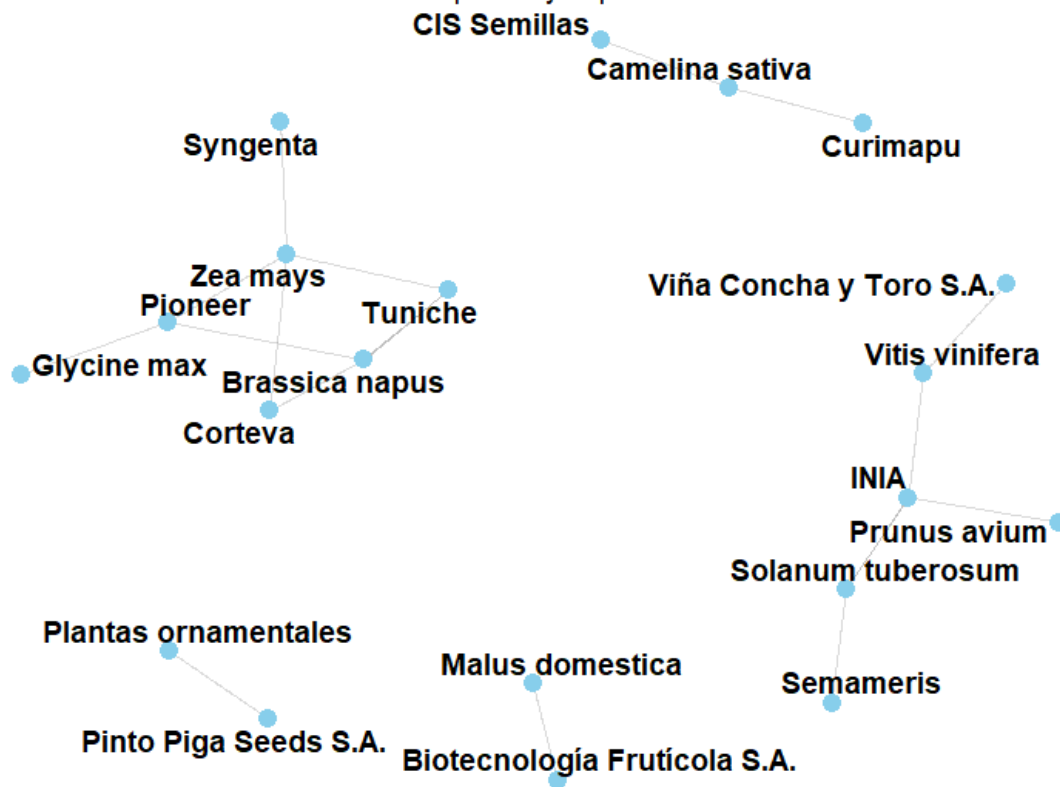 CIS Semillas
Camelina sativa
Curimapu
Syngenta
Zea mays
Pioneer
Tuniche
Glycine max
Brassica napus
Corteva
Viña Concha y Toro S.A.
Vitis vinifera
INIA
Prunus avium
Solanum tuberosum
Semameris
Plantas ornamentales
Pinto Piga Seeds S.A.
Malus domestica
Biotecnología Frutícola S.A.